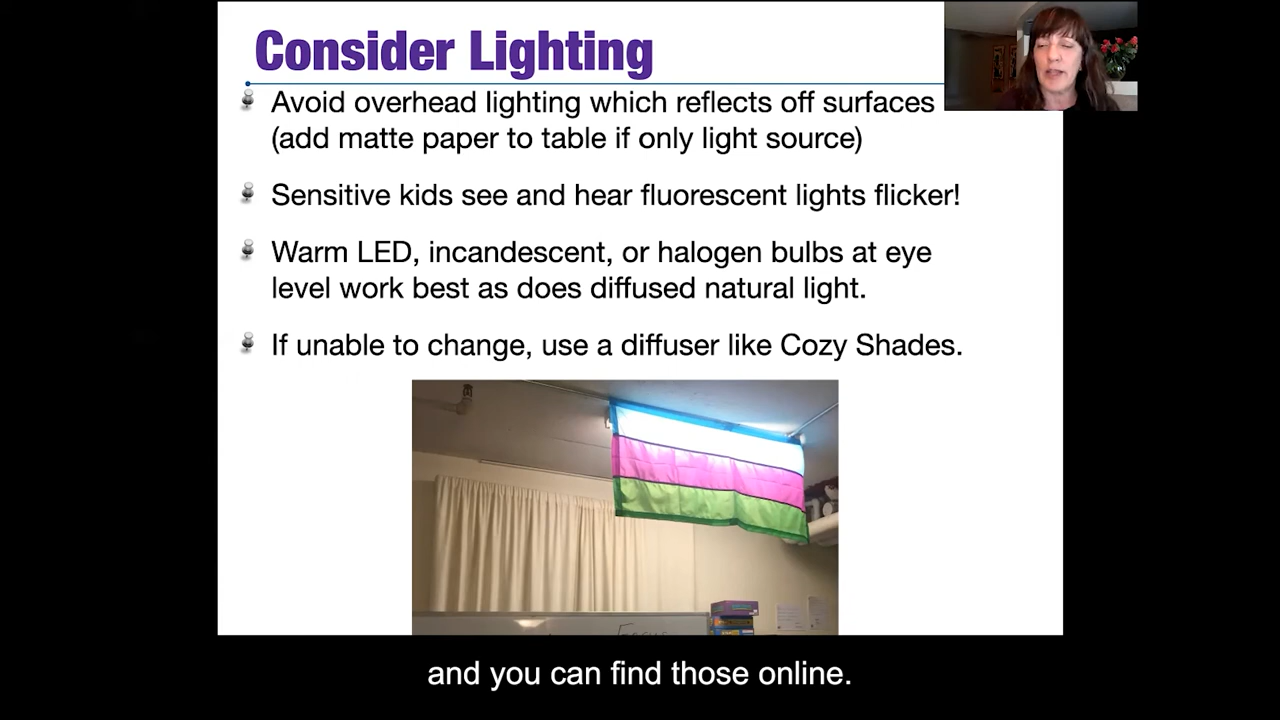 Consider Lighting
Avoid overhead lighting which reflects off surfaces
(add matte paper to table if only light source)
Sensitive kids see and hear fluorescent lights flicker!
Warm LED, incandescent, or halogen bulbs at eye
level work best as does diffused natural light.
If unable to change, use a diffuser like Cozy Shades.
and you can find those online.